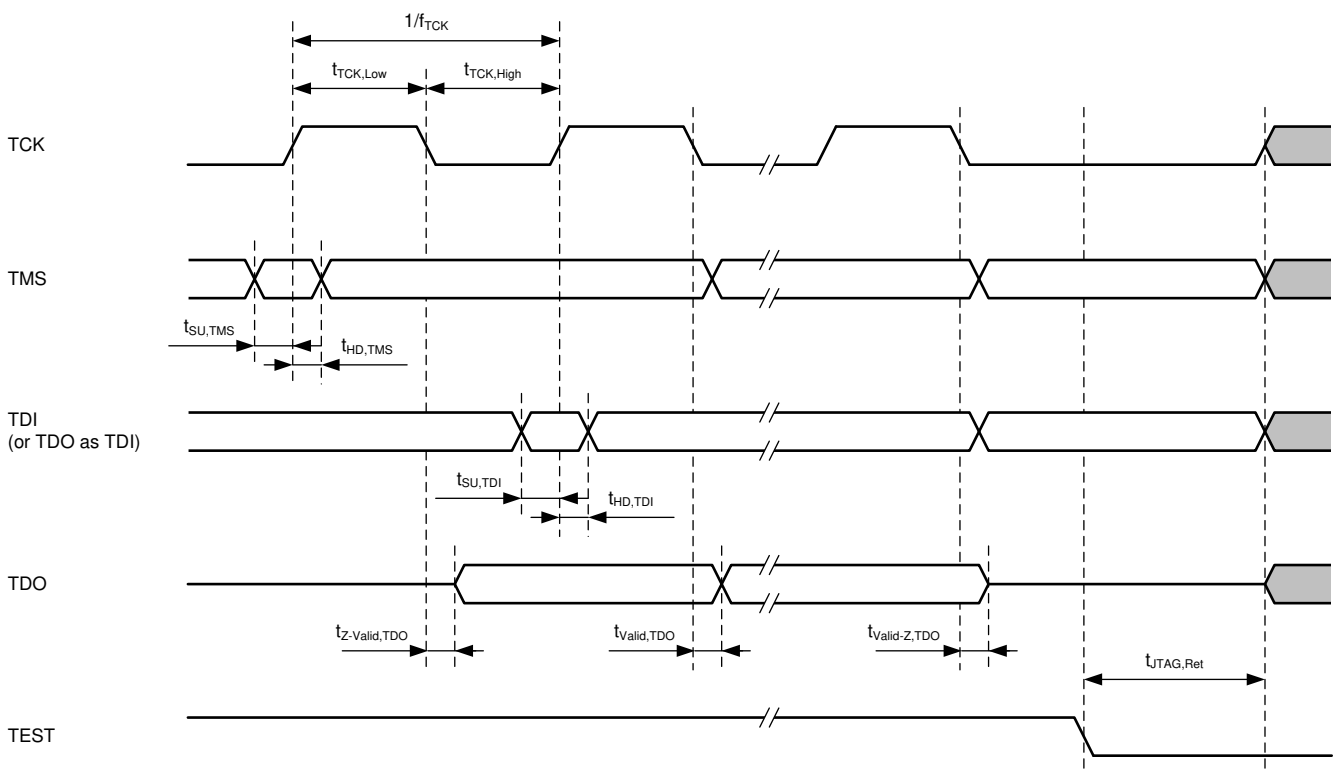 1/fTCK
tTCK,Low
tTCK,High
TCK
TMS
tSU,TMS
tHD,TMS
TDI
(or TDO as TDI)
tSU,TDI
tHD,TDI
TDO
tZ-Valid,TDO
tValid,TDO
tValid-Z,TDO
tJTAG,Ret
TEST